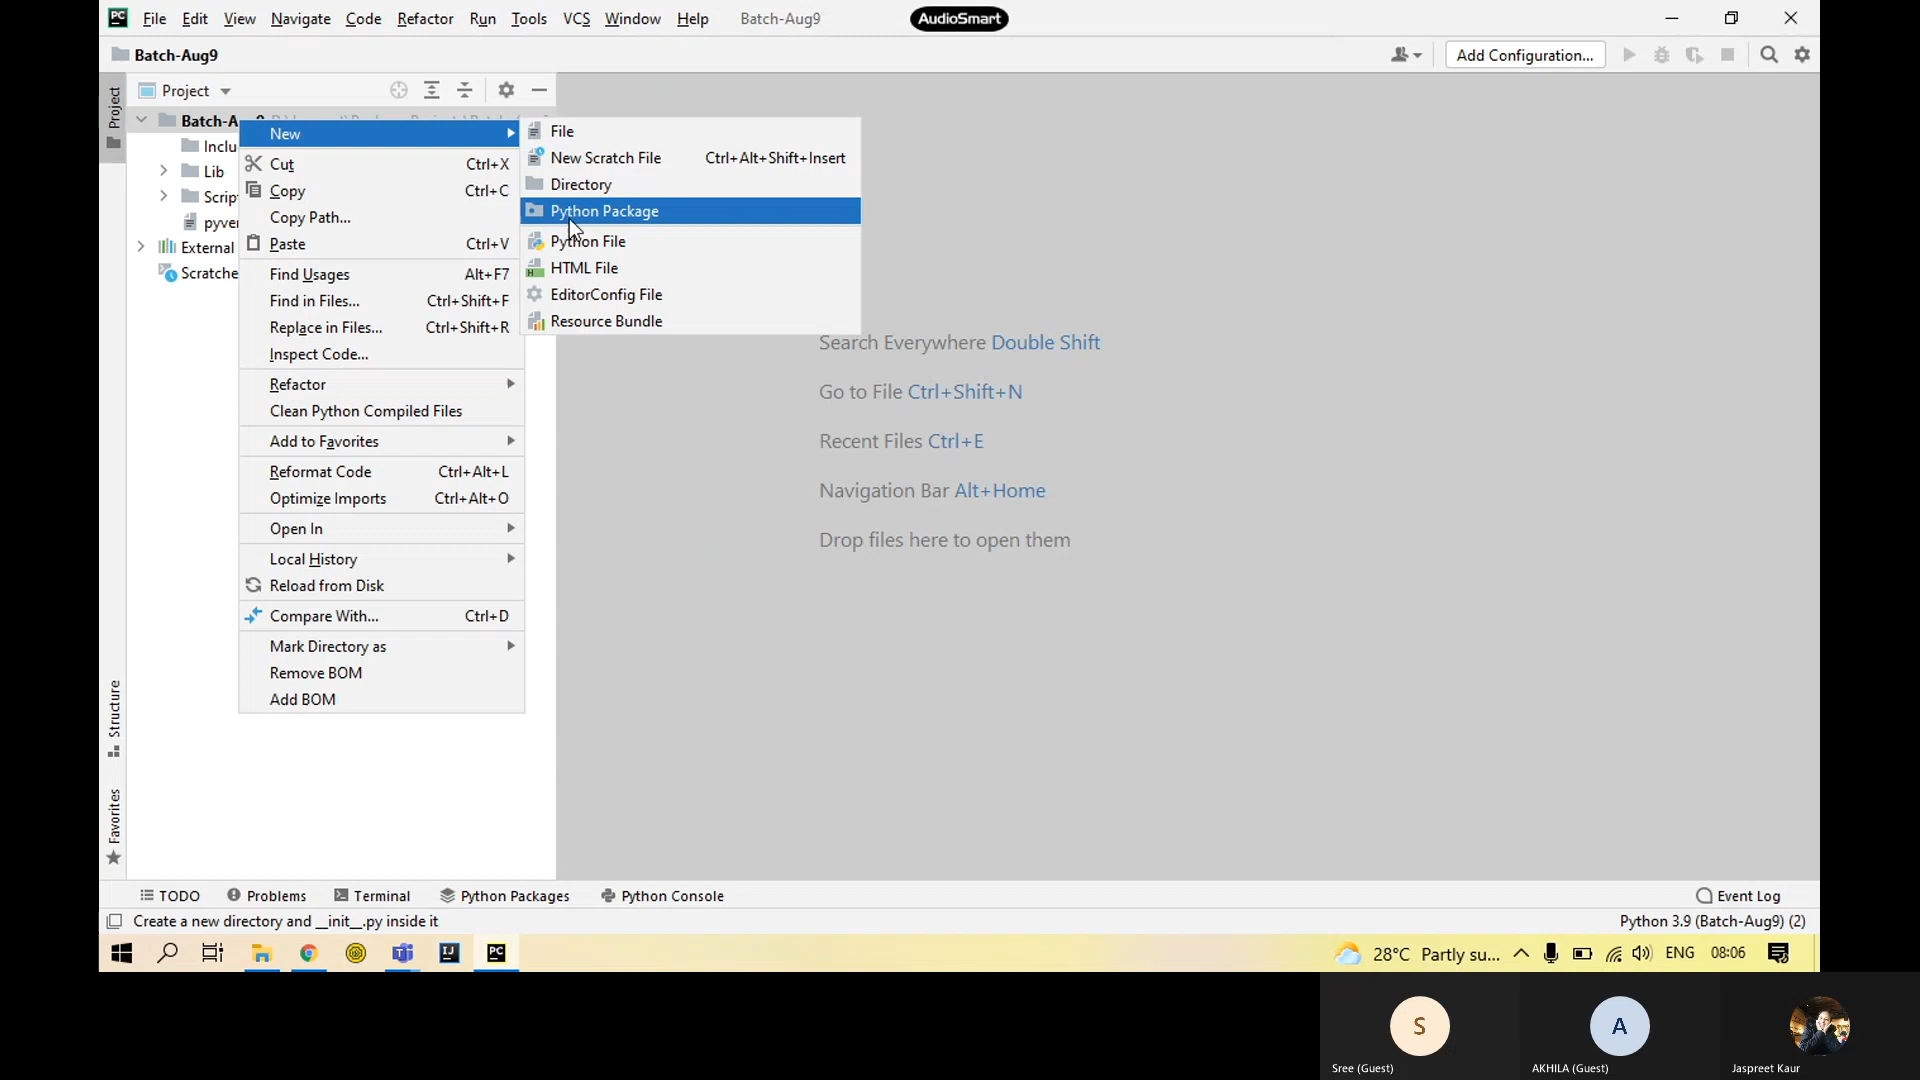 PC File Edit View Navigate Code Refactor Run Tools VCS Window Help Batch-Aug9 AudioSmart
Batch-Aug9 Add Configuration...
Project
Project
Batch-A
Inclu
Lib
Scrip
pyve
External
Scratche
New
Cut Ctrl+X
Copy Ctrl+C
Copy Path...
Paste Ctrl+V
Find Usages Alt+F7
Find in Files... Ctrl+Shift+F
Replace in Files... Ctrl+Shift+R
Inspect Code...
Refactor
Clean Python Compiled Files
Add to Favorites
Reformat Code Ctrl+Alt+L
Optimize Imports Ctrl+Alt+O
Open In
Local History
Reload from Disk
Compare With... Ctrl+D
Mark Directory as
Remove BOM
Add BOM
File
New Scratch File Ctrl+Alt+Shift+Insert
Directory
Python Package
Python File
HTML File
EditorConfig File
Resource Bundle
Search Everywhere Double Shift
Go to File Ctrl+Shift+N
Recent Files Ctrl+E
Navigation Bar Alt+Home
Drop files here to open them
Structure
Favorites
TODO Problems Terminal Python Packages Python Console Event Log
Create a new directory and __init__.py inside it Python 3.9 (Batch-Aug9) (2)
IJ PC 28°C Partly su... ENG 08:06
S A
Sree (Guest) AKHILA (Guest) Jaspreet Kaur